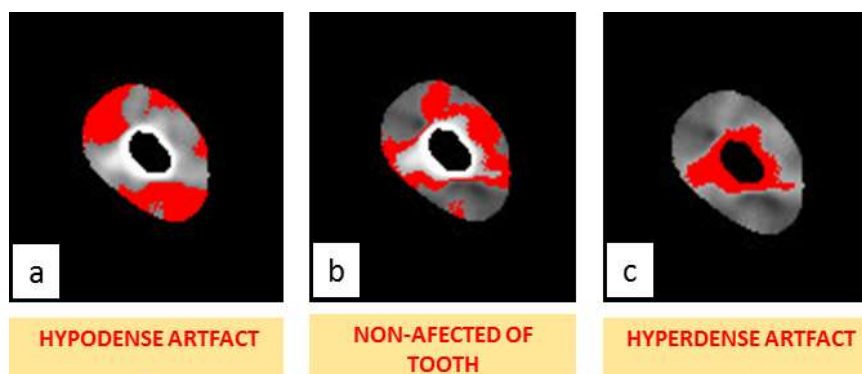 a
b
c
HYPODENSE ARTFACT
NON-AFECTED OF
TOOTH
HYPERDENSE ARTFACT